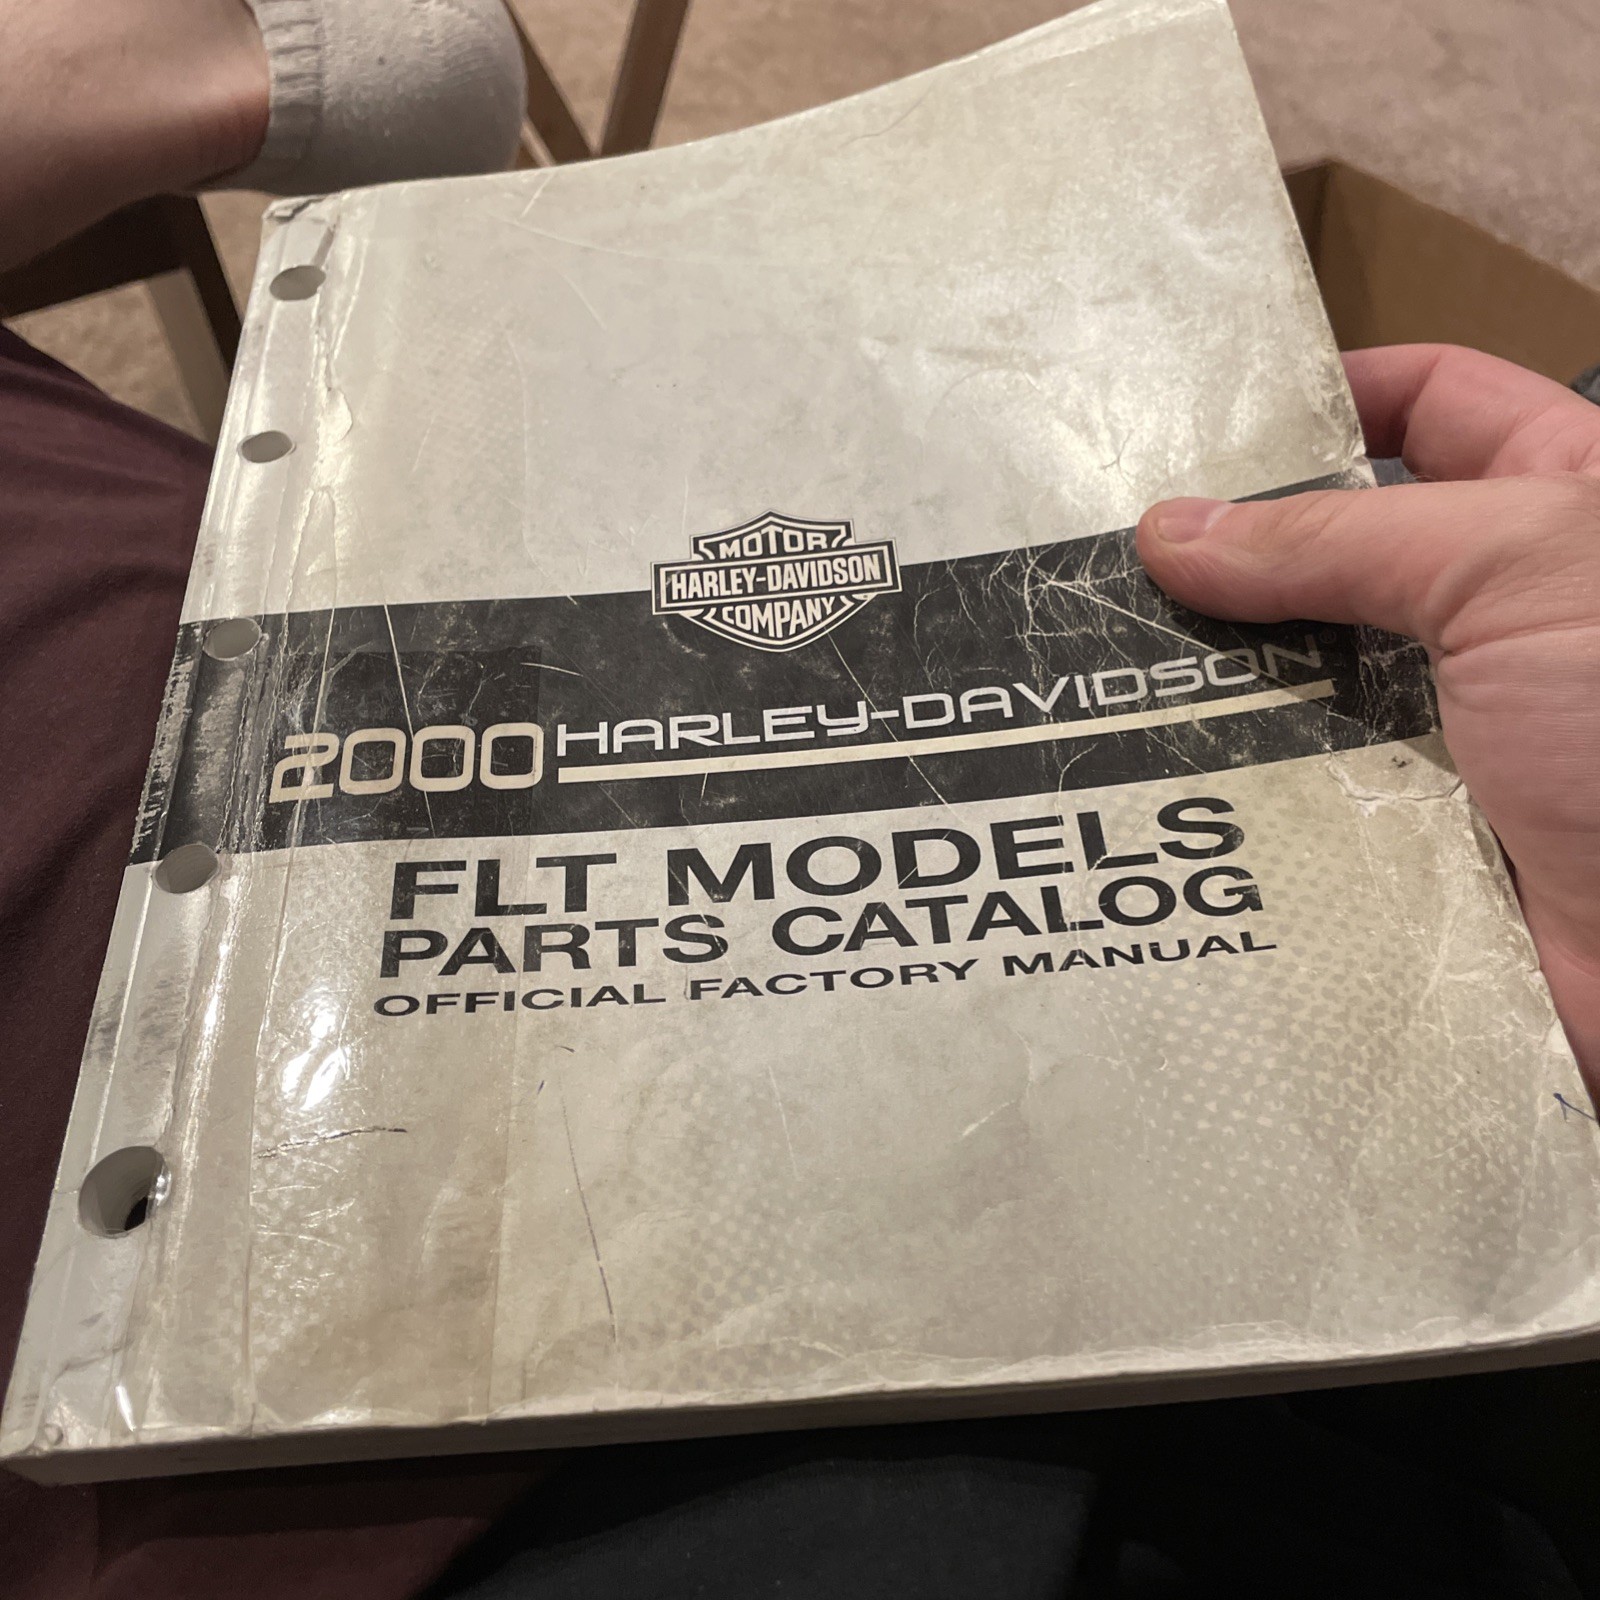 MOTOR
HARLEY-DAVIDSON
COMPANY
2000 HARLEY-DAVIDSON®
FLT MODELS
PARTS CATALOG
OFFICIAL FACTORY MANUAL